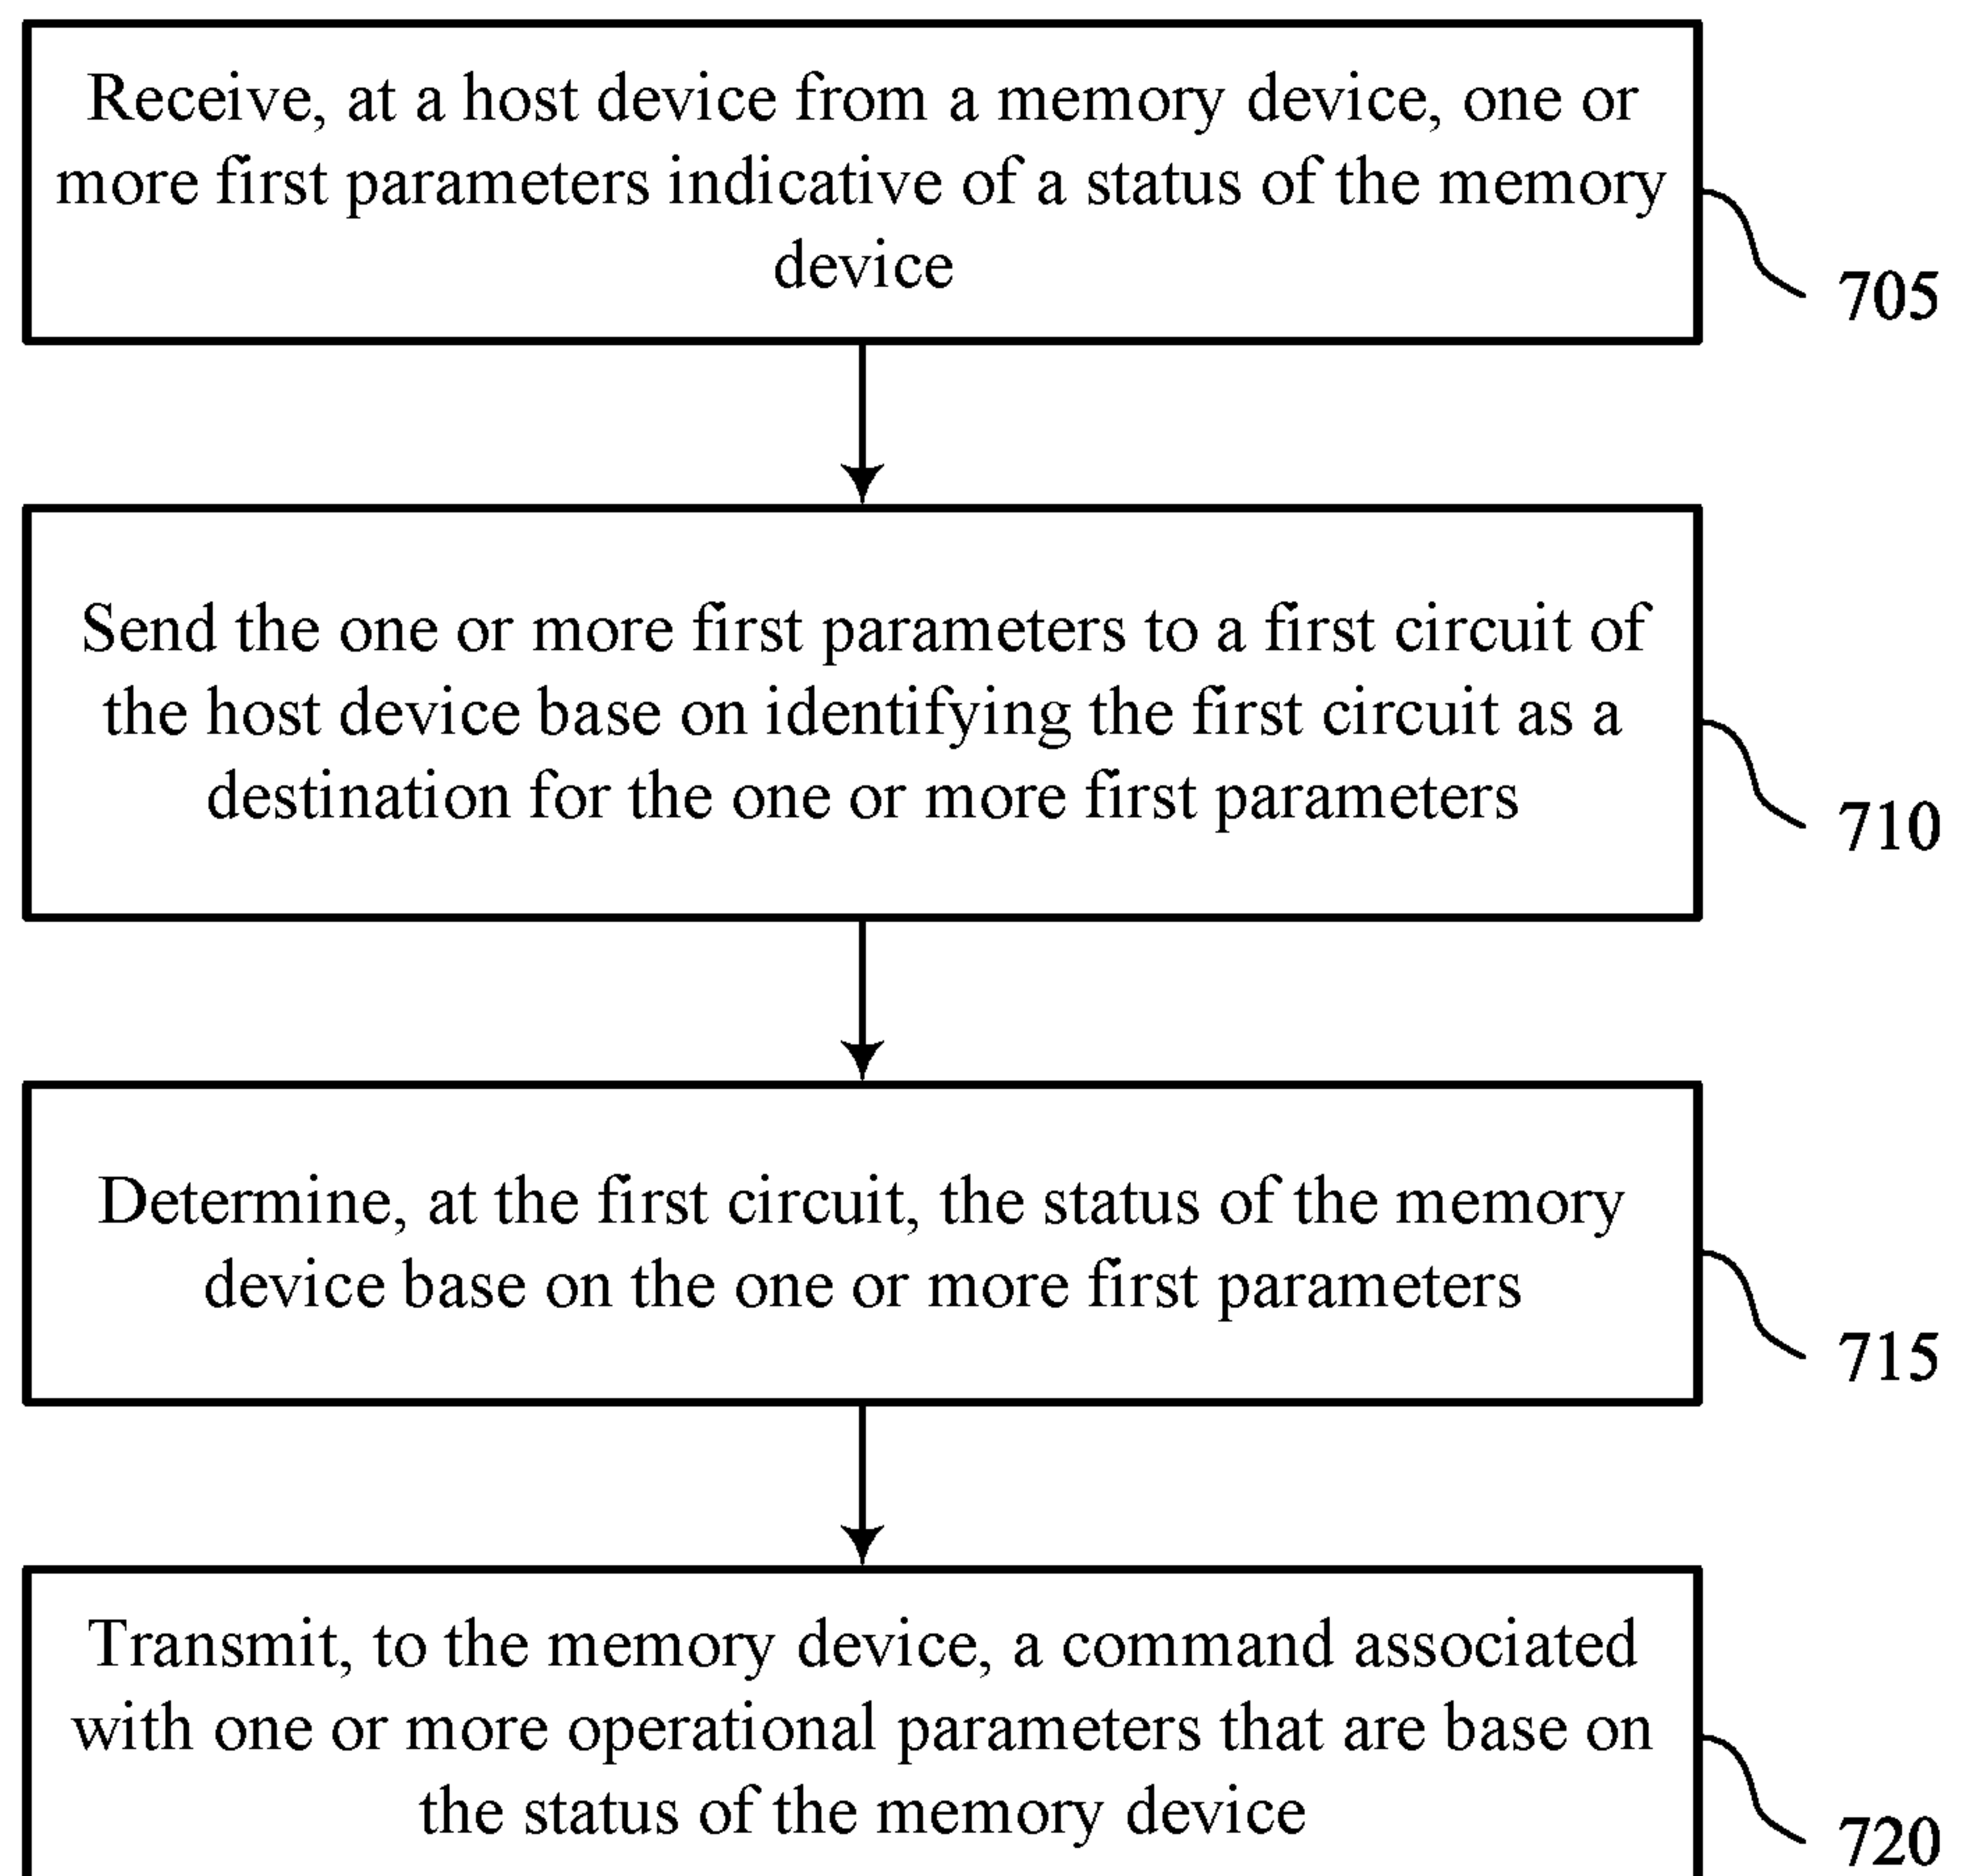 Receive, at a host device from a memory device, one or
more first parameters indicative of a status of the memory
device
705
Send the one or more first parameters to a first circuit of
the host device base on identifying the first circuit as a
destination for the one or more first parameters
710
Determine, at the first circuit, the status of the memory
device base on the one or more first parameters
715
Transmit, to the memory device, a command associated
with one or more operational parameters that are base on
the status of the memory device
720